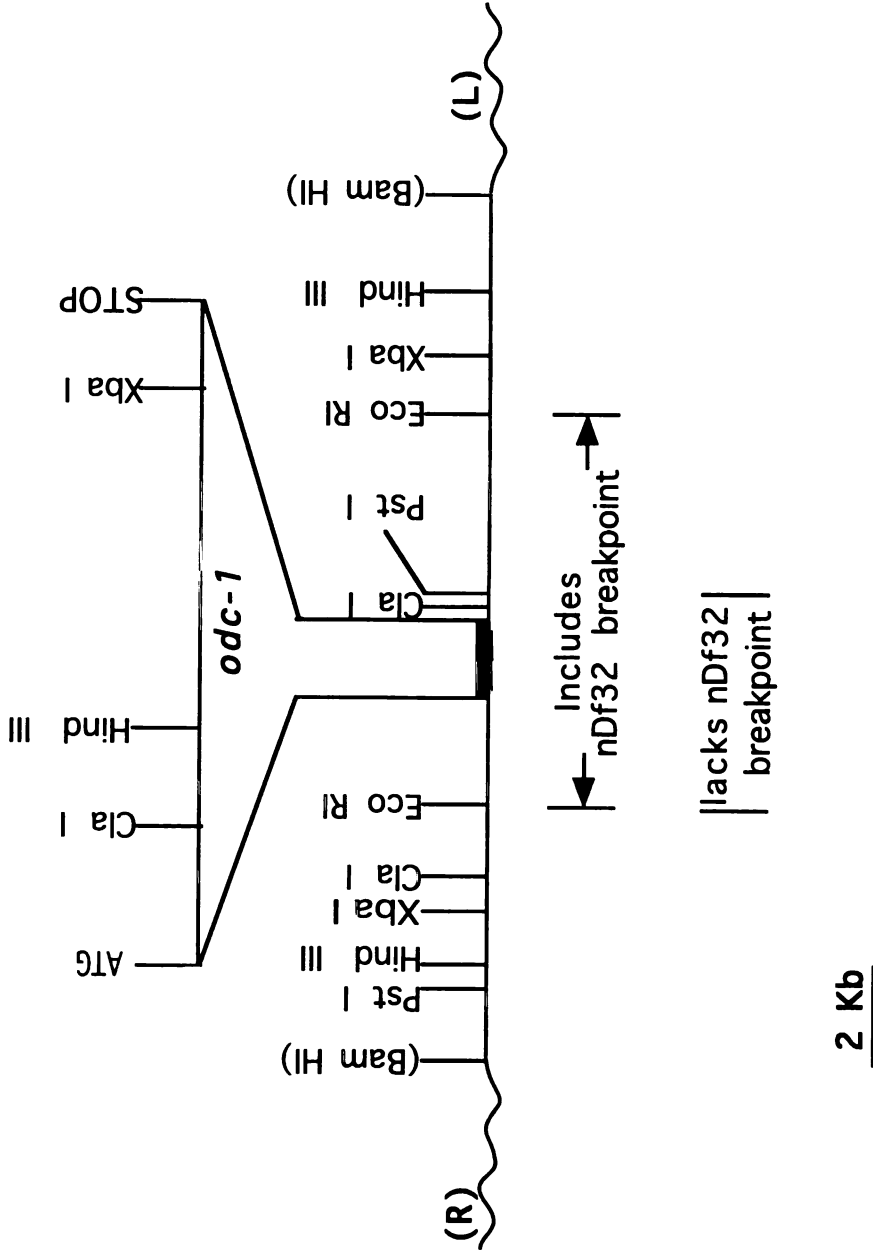 ATG
Cla I
Hind III
Xba I
STOP
odc-1
(R)
(Bam HI)
Pst I
Hind III
Xba I
Cla I
Eco RI
Cla I
Pst I
Eco RI
Xba I
Hind III
(Bam HI)
(L)
Includes
nDf32 breakpoint
lacks nDf32
breakpoint
2 Kb